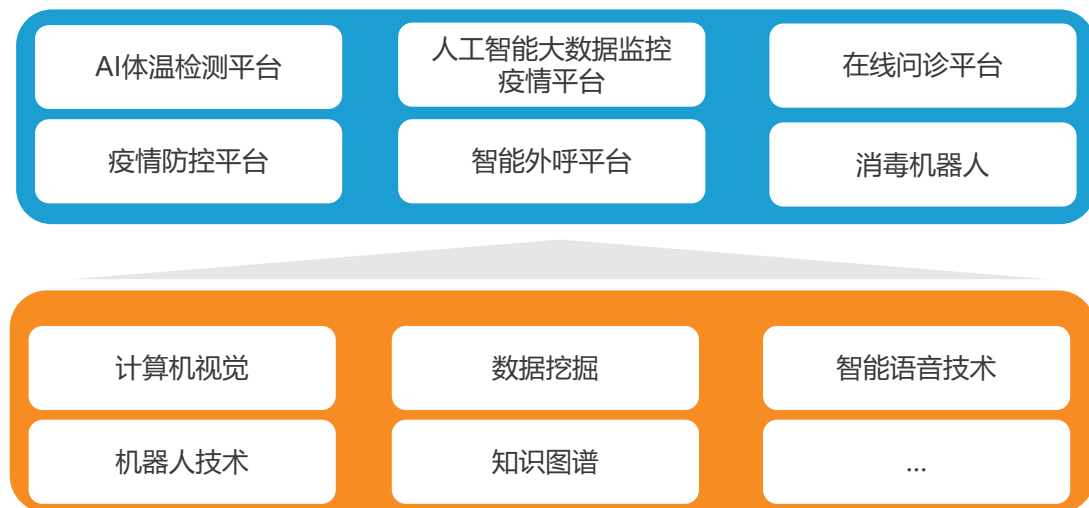 AI体温检测平台
人工智能大数据监控
疫情平台
在线问诊平台
疫情防控平台
智能外呼平台
消毒机器人
计算机视觉
数据挖掘
智能语音技术
机器人技术
知识图谱
...